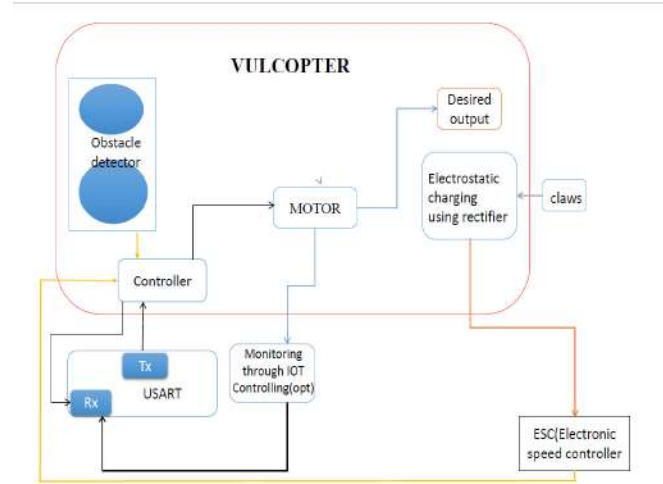 VULCOPTER
Obstacle
detector
Desired
output
Electrostatic
charging
using rectifier
claws
MOTOR
Controller
Tx
USART
Rx
Monitoring
through IOT
Controlling(opt)
ESC(Electronic
speed controller